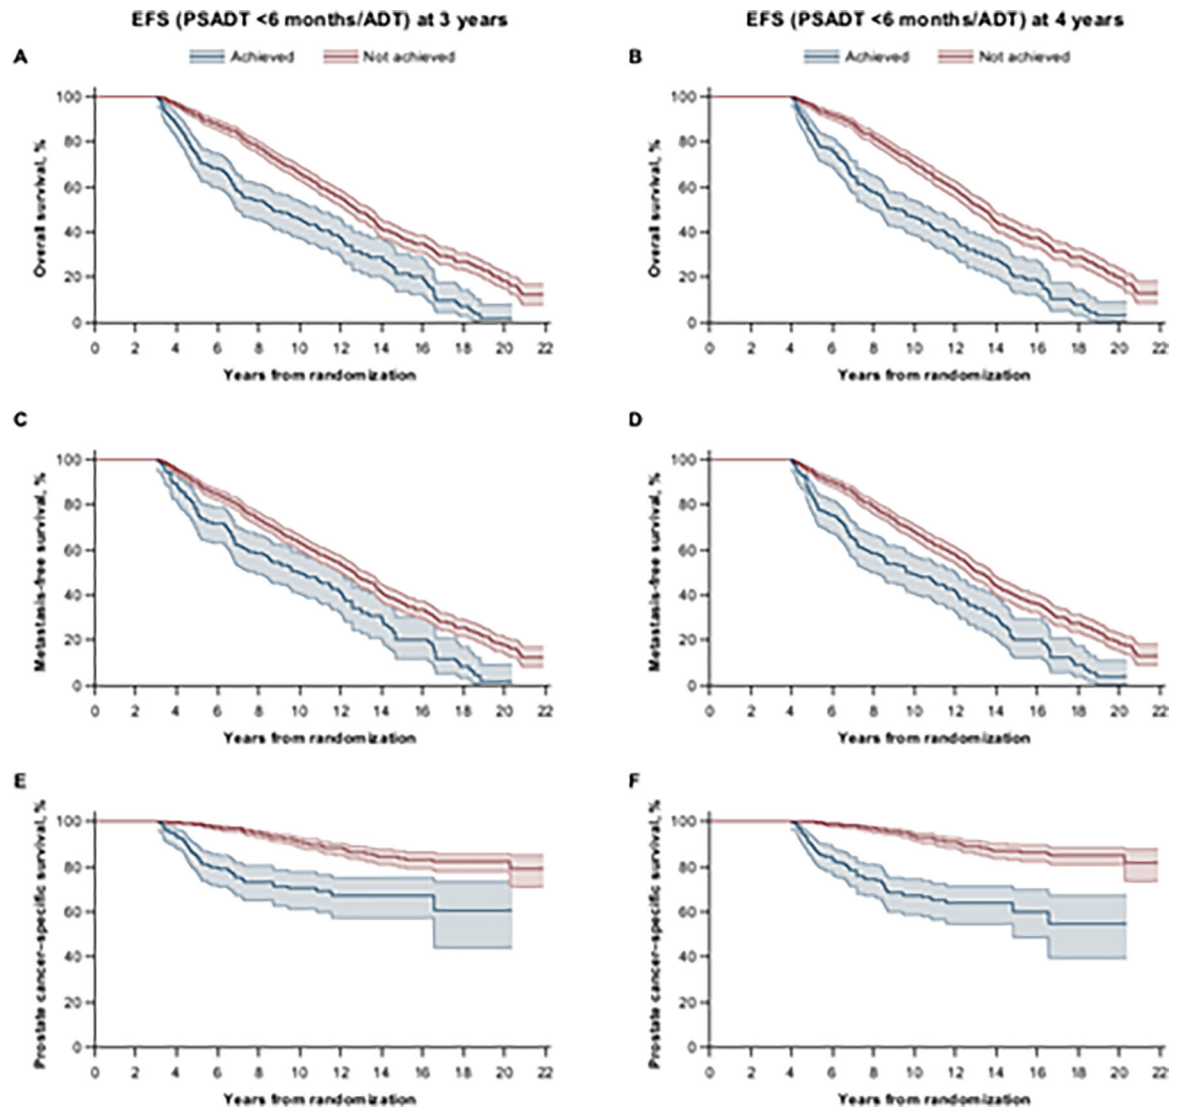 EFS (PSADT <6 months/ADT) at 3 years
A
Achieved Not achieved
Overall survival, %
100
80
60
40
20
0
0 2 4 6 8 10 12 14 16 18 20 22
Years from randomization
EFS (PSADT <6 months/ADT) at 4 years
B
Achieved Not achieved
Overall survival, %
100
80
60
40
20
0
0 2 4 6 8 10 12 14 16 18 20 22
Years from randomization
C
Metastasis-free survival, %
100
80
60
40
20
0
0 2 4 6 8 10 12 14 16 18 20 22
Years from randomization
D
Metastasis-free survival, %
100
80
60
40
20
0
0 2 4 6 8 10 12 14 16 18 20 22
Years from randomization
E
Prostate cancer-specific survival, %
100
80
60
40
20
0
0 2 4 6 8 10 12 14 16 18 20 22
Years from randomization
F
Prostate cancer-specific survival, %
100
80
60
40
20
0
0 2 4 6 8 10 12 14 16 18 20 22
Years from randomization